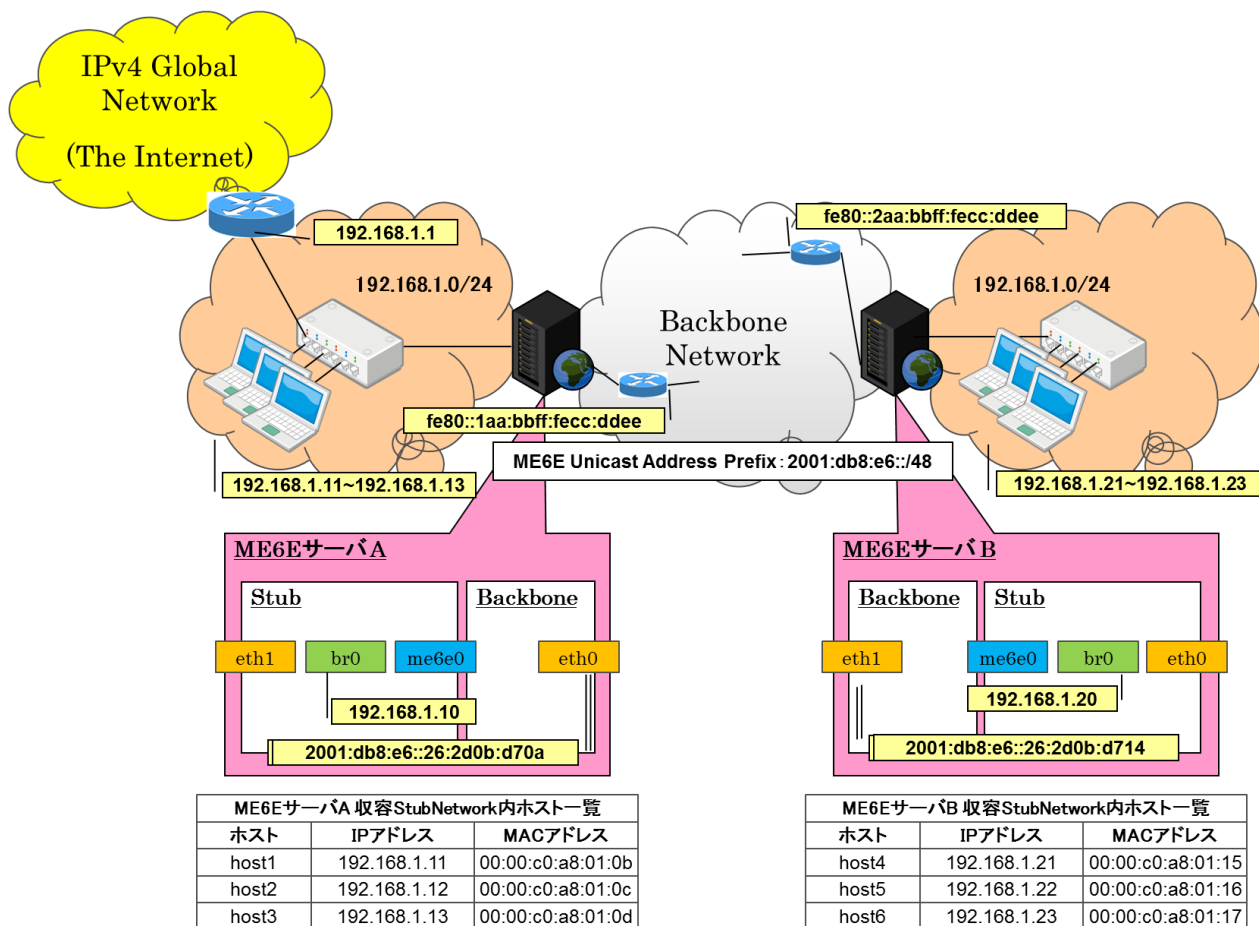 IPv4 Global
Network
(The Internet)
192.168.1.1
fe80::2aa:bbff:fecc:ddee
192.168.1.0/24
192.168.1.0/24
Backbone
Network
fe80::1aa:bbff:fecc:ddee
ME6E Unicast Address Prefix:2001:db8:e6::/48
192.168.1.11~192.168.1.13
192.168.1.21~192.168.1.23
ME6EサーバA
Stub
Backbone
eth1
br0
me6e0
eth0
192.168.1.10
2001:db8:e6::26:2d0b:d70a
ME6EサーバB
Backbone
Stub
eth1
me6e0
br0
eth0
192.168.1.20
2001:db8:e6::26:2d0b:d714
ME6EサーバA 収容StubNetwork内ホスト一覧
ホスト IPアドレス MACアドレス
host1 192.168.1.11 00:00:c0:a8:01:0b
host2 192.168.1.12 00:00:c0:a8:01:0c
host3 192.168.1.13 00:00:c0:a8:01:0d
ME6EサーバB 収容StubNetwork内ホスト一覧
ホスト IPアドレス MACアドレス
host4 192.168.1.21 00:00:c0:a8:01:15
host5 192.168.1.22 00:00:c0:a8:01:16
host6 192.168.1.23 00:00:c0:a8:01:17